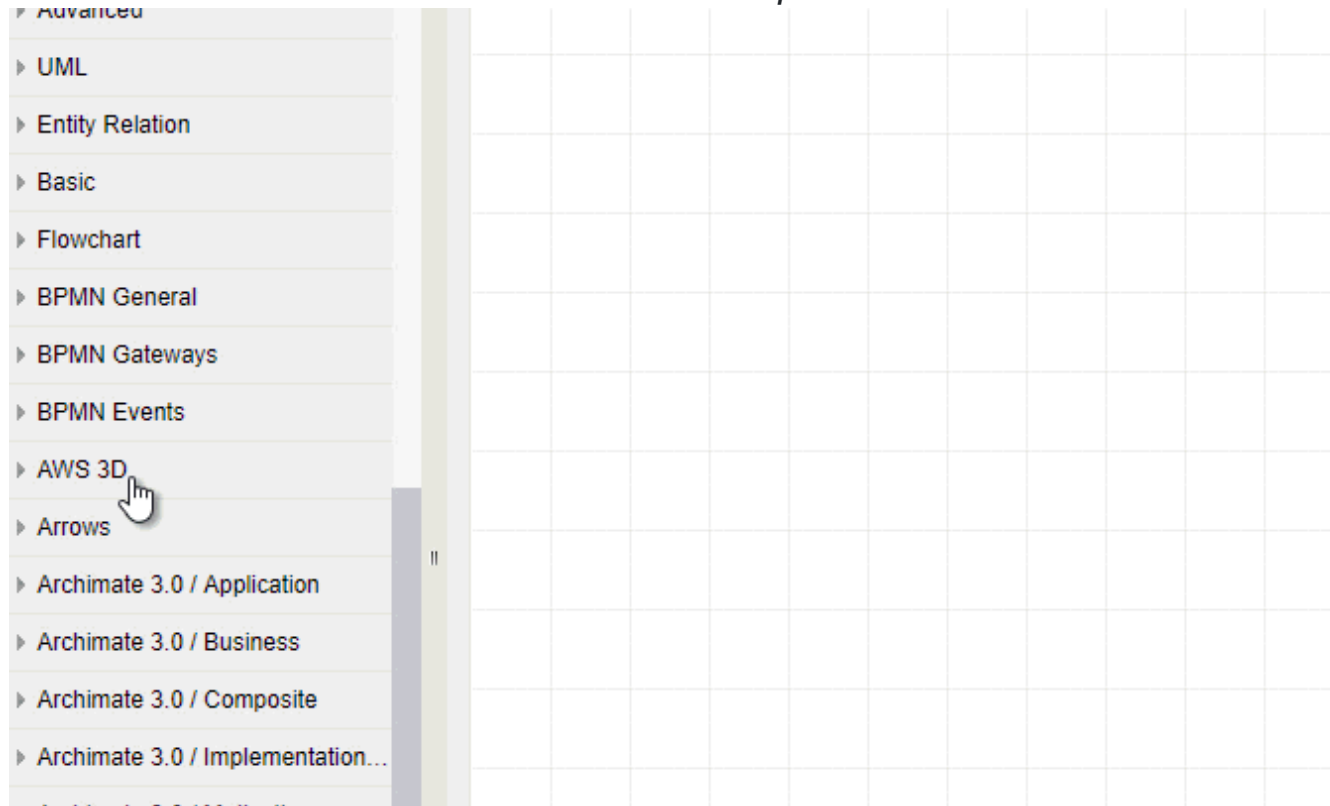 Advanced
UML
Entity Relation
Basic
Flowchart
BPMN General
BPMN Gateways
BPMN Events
AWS 3D
Arrows
Archimate 3.0 / Application
Archimate 3.0 / Business
Archimate 3.0 / Composite
Archimate 3.0 / Implementation...